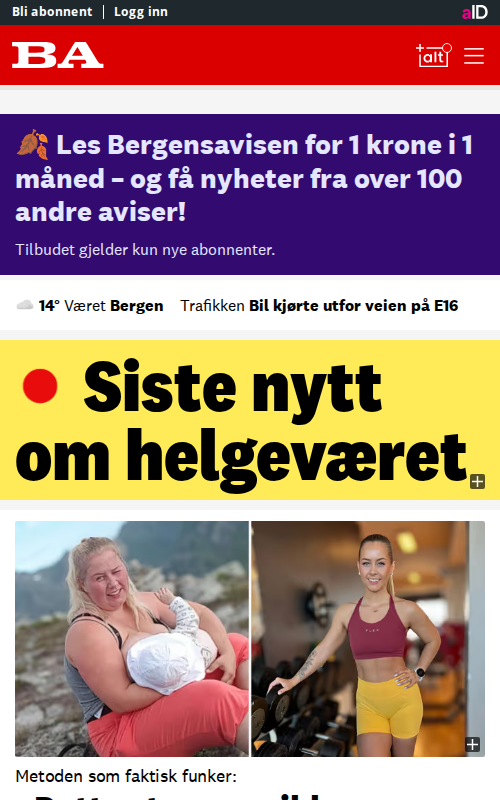 Bli abonnent | Logg inn
aID
BA
+alt
Les Bergensavisen for 1 krone i 1
måned – og få nyheter fra over 100
andre aviser!
Tilbudet gjelder kun nye abonnenter.
14° Været Bergen Trafikken Bil kjørte utfor veien på E16
Siste nytt
om helgeværet
Metoden som faktisk funker: